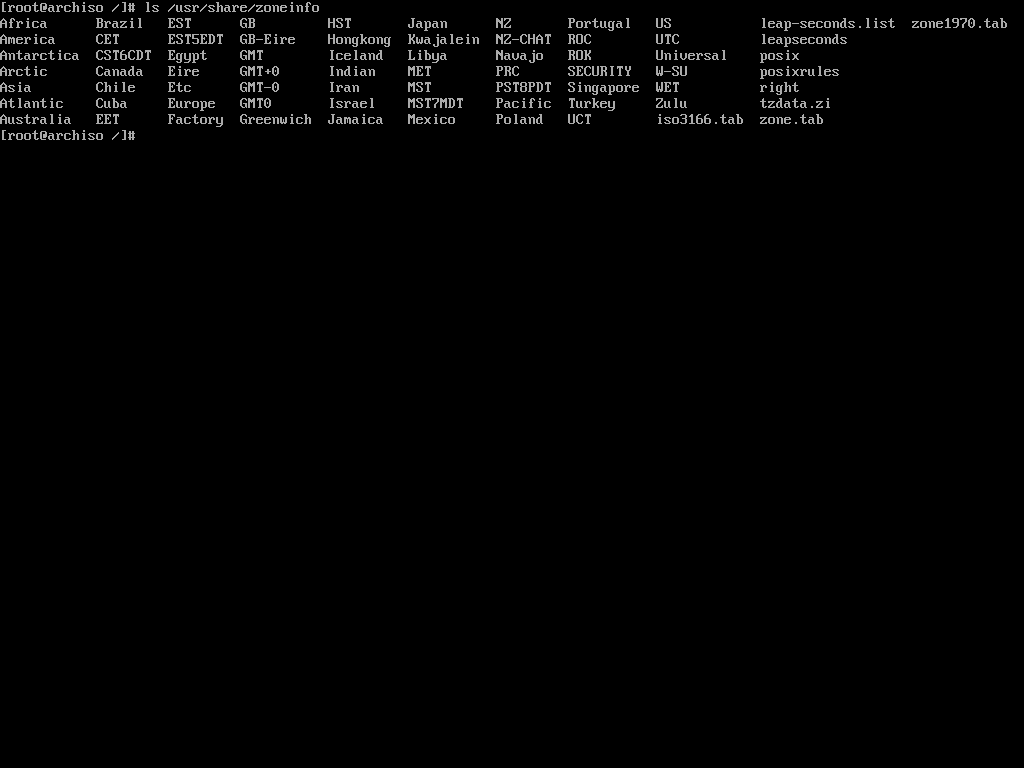 [root@archiso /]# ls /usr/share/zoneinfo
Africa      Brazil   EST      GB         HST       Japan      NZ       Portugal   US           leap-seconds.list  zone1970.tab
America     CET      EST5EDT  GB-Eire    Hongkong  Kwajalein  NZ-CHAT  ROC        UTC          leapseconds
Antarctica  CST6CDT  Egypt    GMT        Iceland   Libya      Navajo   ROK        Universal    posix
Arctic      Canada   Eire     GMT+0      Indian    MET        PRC      SECURITY   W-SU         posixrules
Asia        Chile    Etc      GMT-0      Iran      MST        PST8PDT  Singapore  WET          right
Atlantic    Cuba     Europe   GMT0       Israel    MST7MDT    Pacific  Turkey     Zulu         tzdata.zi
Australia   EET      Factory  Greenwich  Jamaica   Mexico     Poland   UCT        iso3166.tab  zone.tab
[root@archiso /]#